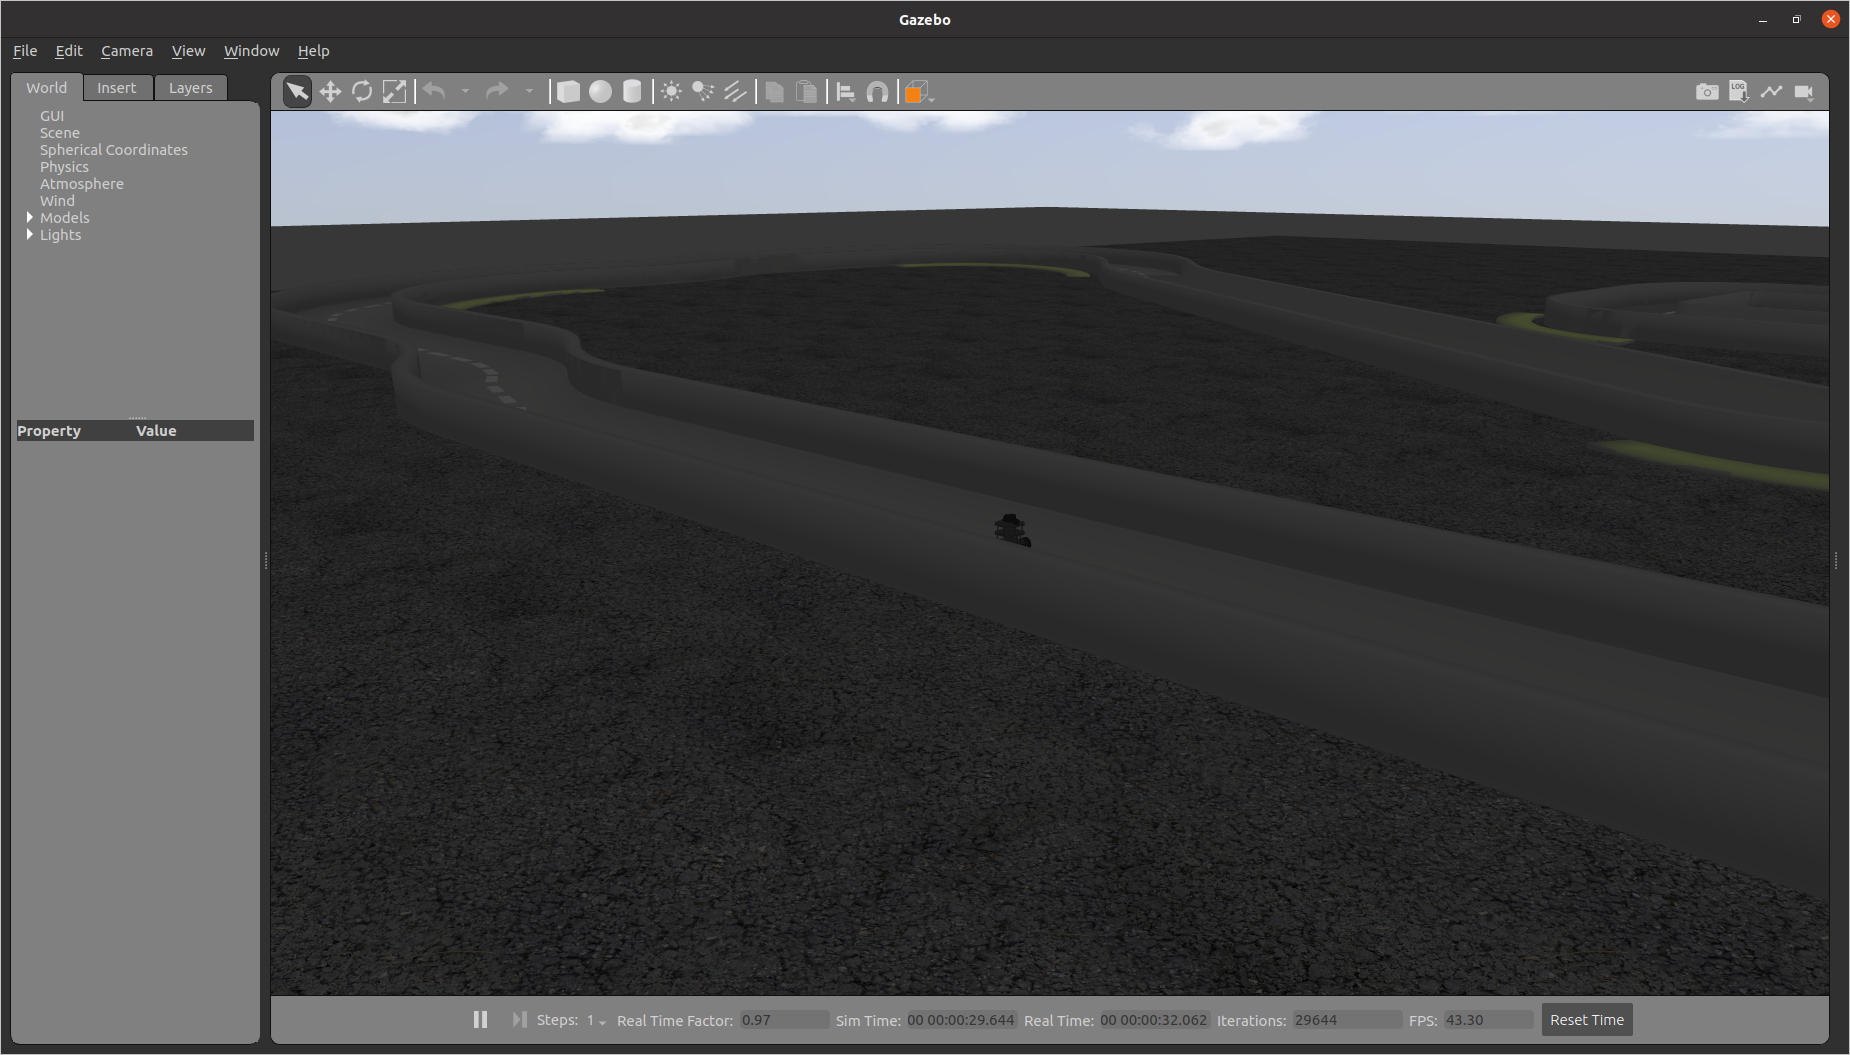 Gazebo
File Edit Camera View Window Help
World Insert Layers
LOG
GUI
Scene
Spherical Coordinates
Physics
Atmosphere
Wind
Models
Lights
Property Value
Steps: 1 Real Time Factor: 0.97 Sim Time: 00 00:00:29.644 Real Time: 00 00:00:32.062 Iterations: 29644 FPS: 43.30 Reset Time